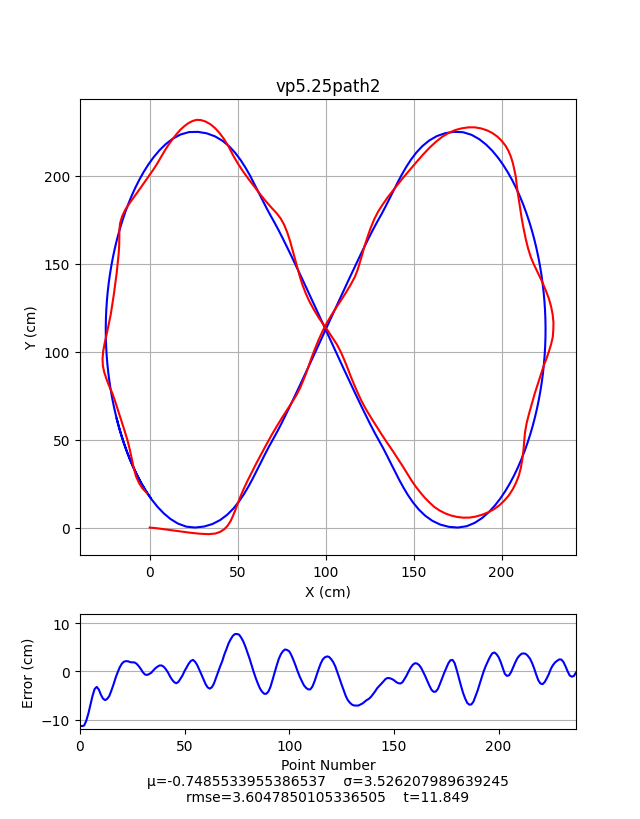 vp5.25path2
Y (cm)
200
150
100
50
0
0 50 100 150 200
X (cm)
Error (cm)
10
0
−10
0 50 100 150 200
Point Number
μ=-0.7485533955386537 σ=3.526207989639245
rmse=3.6047850105336505 t=11.849